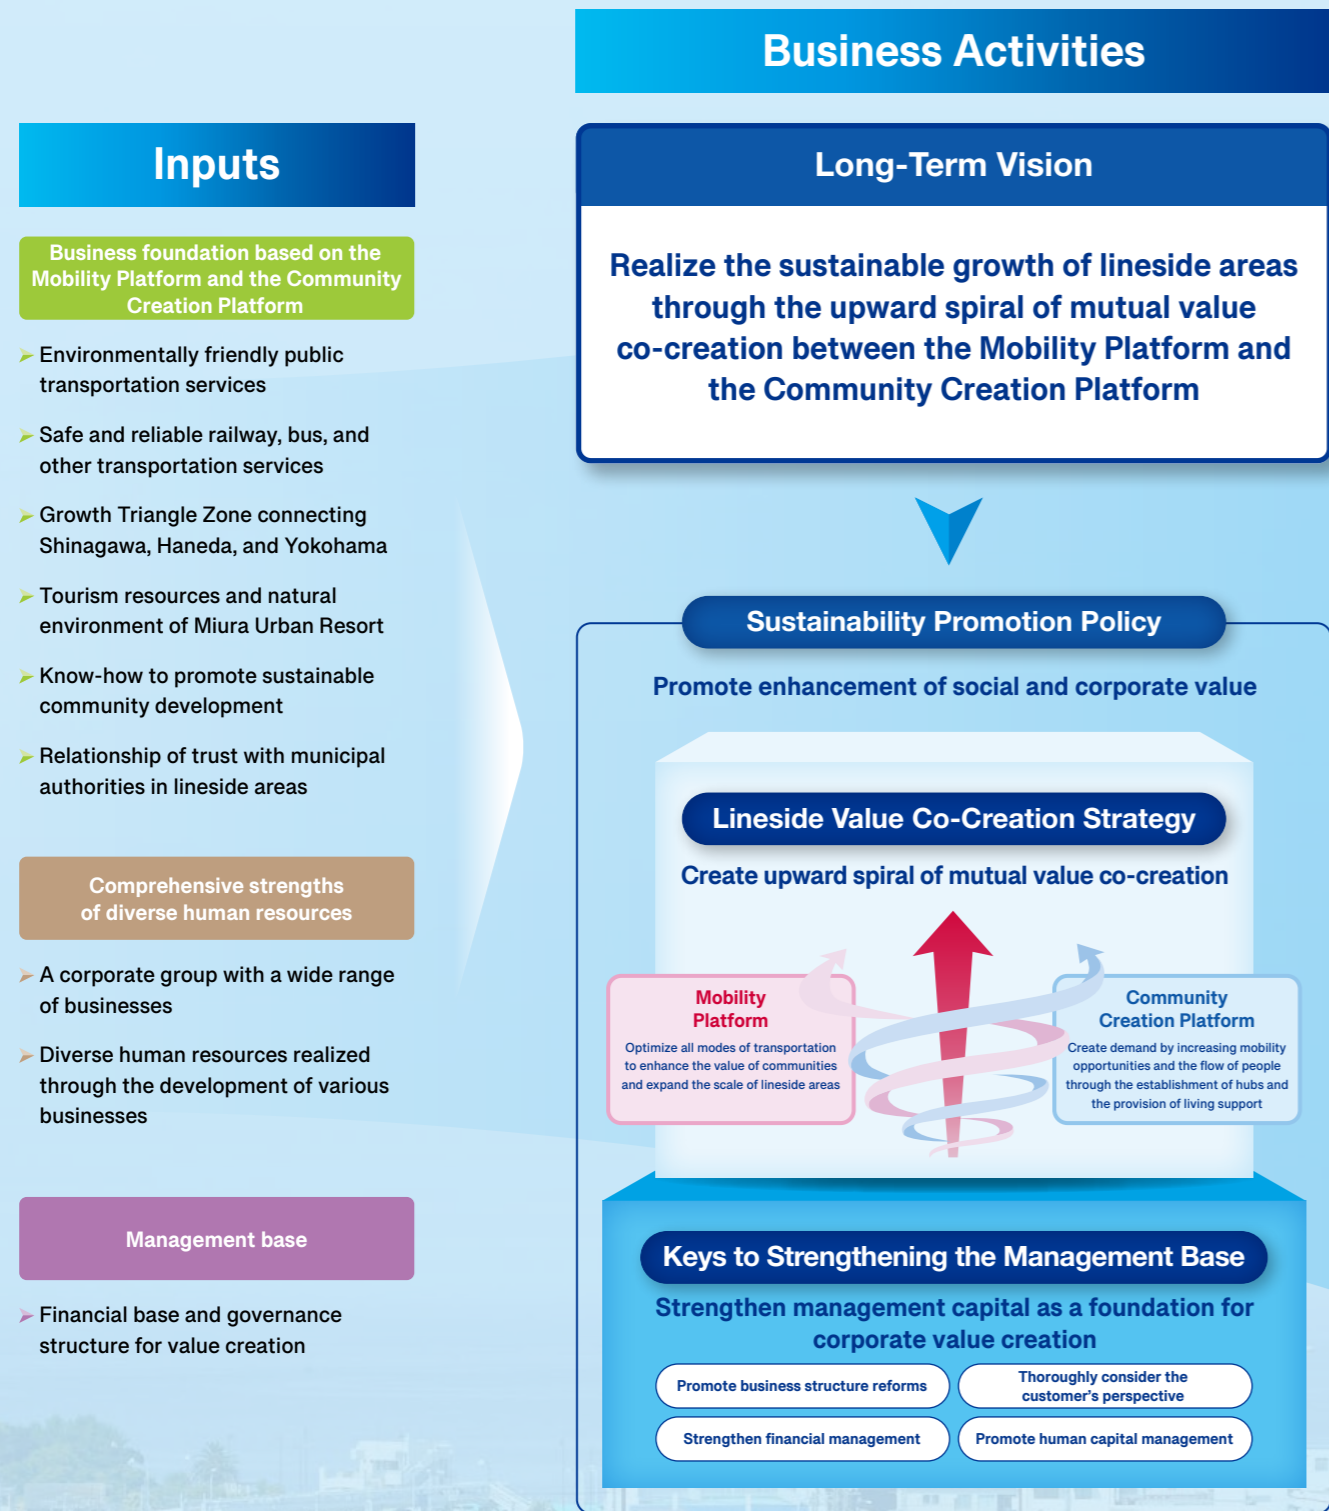 Business Activities
Inputs
Business foundation based on the
Mobility Platform and the Community
Creation Platform
Environmentally friendly public
transportation services
Safe and reliable railway, bus, and
other transportation services
Growth Triangle Zone connecting
Shinagawa, Haneda, and Yokohama
Tourism resources and natural
environment of Miura Urban Resort
Know-how to promote sustainable
community development
Relationship of trust with municipal
authorities in lineside areas
Comprehensive strengths
of diverse human resources
A corporate group with a wide range
of businesses
Diverse human resources realized
through the development of various
businesses
Management base
Financial base and governance
structure for value creation
Long-Term Vision
Realize the sustainable growth of lineside areas
through the upward spiral of mutual value
co-creation between the Mobility Platform and
the Community Creation Platform
Sustainability Promotion Policy
Promote enhancement of social and corporate value
Lineside Value Co-Creation Strategy
Create upward spiral of mutual value co-creation
Mobility
Platform
Optimize all modes of transportation
to enhance the value of communities
and expand the scale of lineside areas
Community
Creation Platform
Create demand by increasing mobility
opportunities and the flow of people
through the establishment of hubs and
the provision of living support
Keys to Strengthening the Management Base
Strengthen management capital as a foundation for
corporate value creation
Promote business structure reforms
Thoroughly consider the
customer's perspective
Strengthen financial management
Promote human capital management